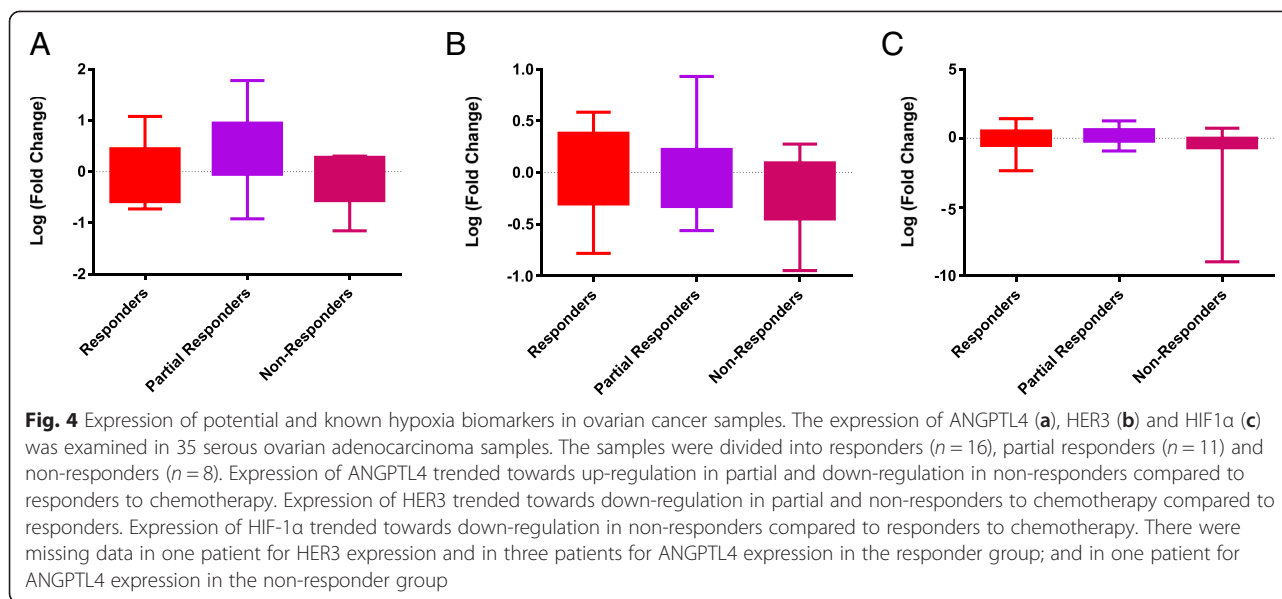 A
B
C
Log (Fold Change)
2
1
0
-1
-2
Responders
Partial Responders
Non-Responders
Log (Fold Change)
1.0
0.5
0.0
-0.5
-1.0
Responders
Partial Responders
Non-Responders
Log (Fold Change)
5
0
-5
-10
Responders
Partial Responders
Non-Responders
Fig. 4 Expression of potential and known hypoxia biomarkers in ovarian cancer samples. The expression of ANGPTL4 (a), HER3 (b) and HIF1α (c)
was examined in 35 serous ovarian adenocarcinoma samples. The samples were divided into responders (n = 16), partial responders (n = 11) and
non-responders (n = 8). Expression of ANGPTL4 trended towards up-regulation in partial and down-regulation in non-responders compared to
responders to chemotherapy. Expression of HER3 trended towards down-regulation in partial and non-responders to chemotherapy compared to
responders. Expression of HIF-1α trended towards down-regulation in non-responders compared to responders to chemotherapy. There were
missing data in one patient for HER3 expression and in three patients for ANGPTL4 expression in the responder group; and in one patient for
ANGPTL4 expression in the non-responder group